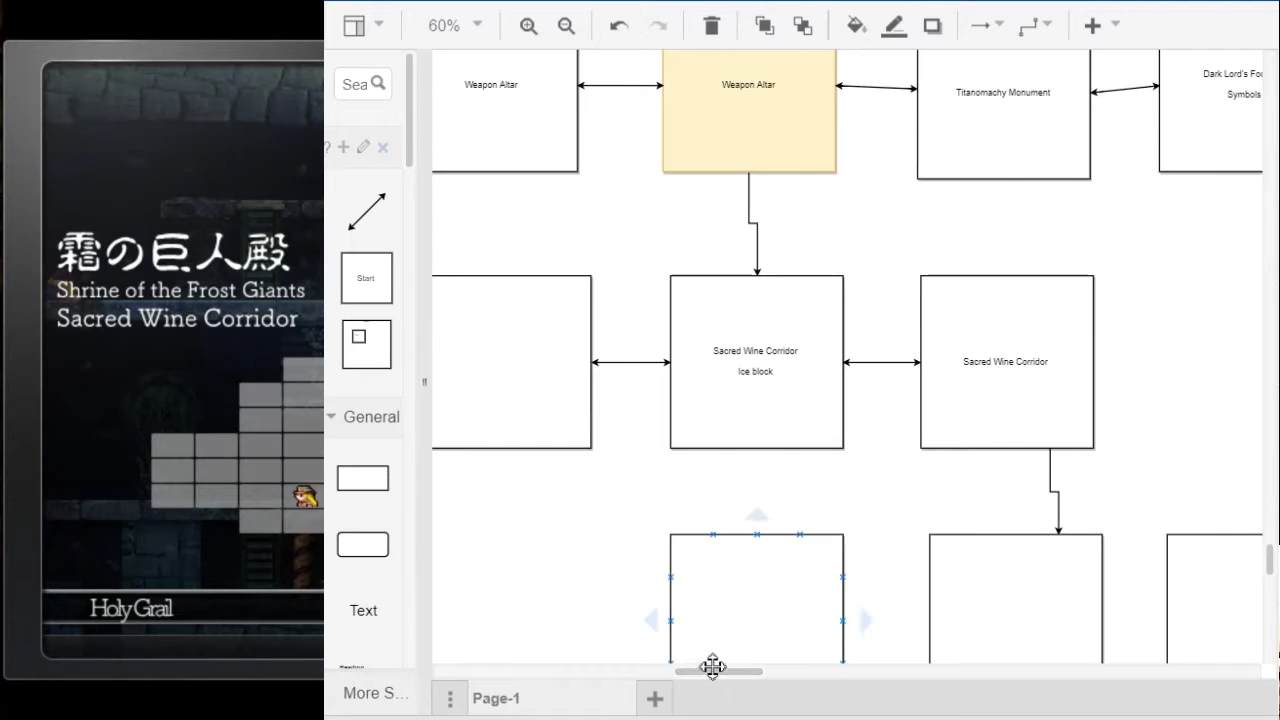 60%
Sea
?
Start
General
Text
More S...
Page-1
Weapon Altar
Weapon Altar
Titanomachy Monument
Dark Lord's Fo
Symbols
Sacred Wine Corridor
Ice block
Sacred Wine Corridor
霜の巨人殿
Shrine of the Frost Giants
Sacred Wine Corridor
Holy Grail